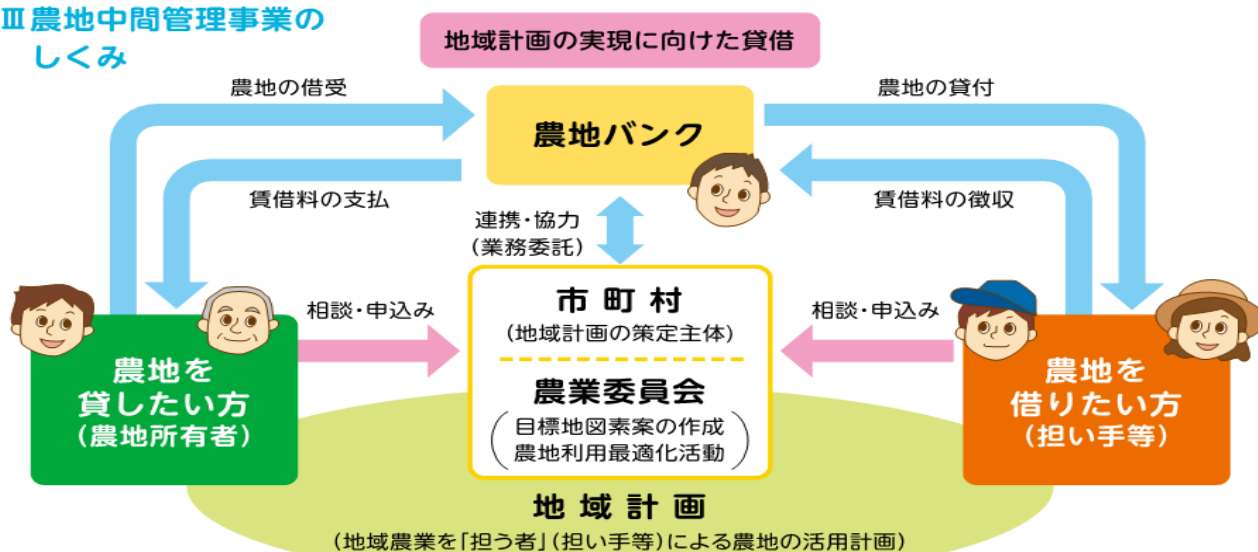 Ⅲ農地中間管理事業の
しくみ
地域計画の実現に向けた貸借
農地の借受
農地の貸付
農地バンク
賃借料の支払
賃借料の徴収
連携・協力
(業務委託)
相談・申込み
相談・申込み
市町村
(地域計画の策定主体)
農業委員会
(目標地図素案の作成
農地利用最適化活動)
農地を
貸したい方
(農地所有者)
農地を
借りたい方
(担い手等)
地域計画
(地域農業を「担う者」(担い手等)による農地の活用計画)